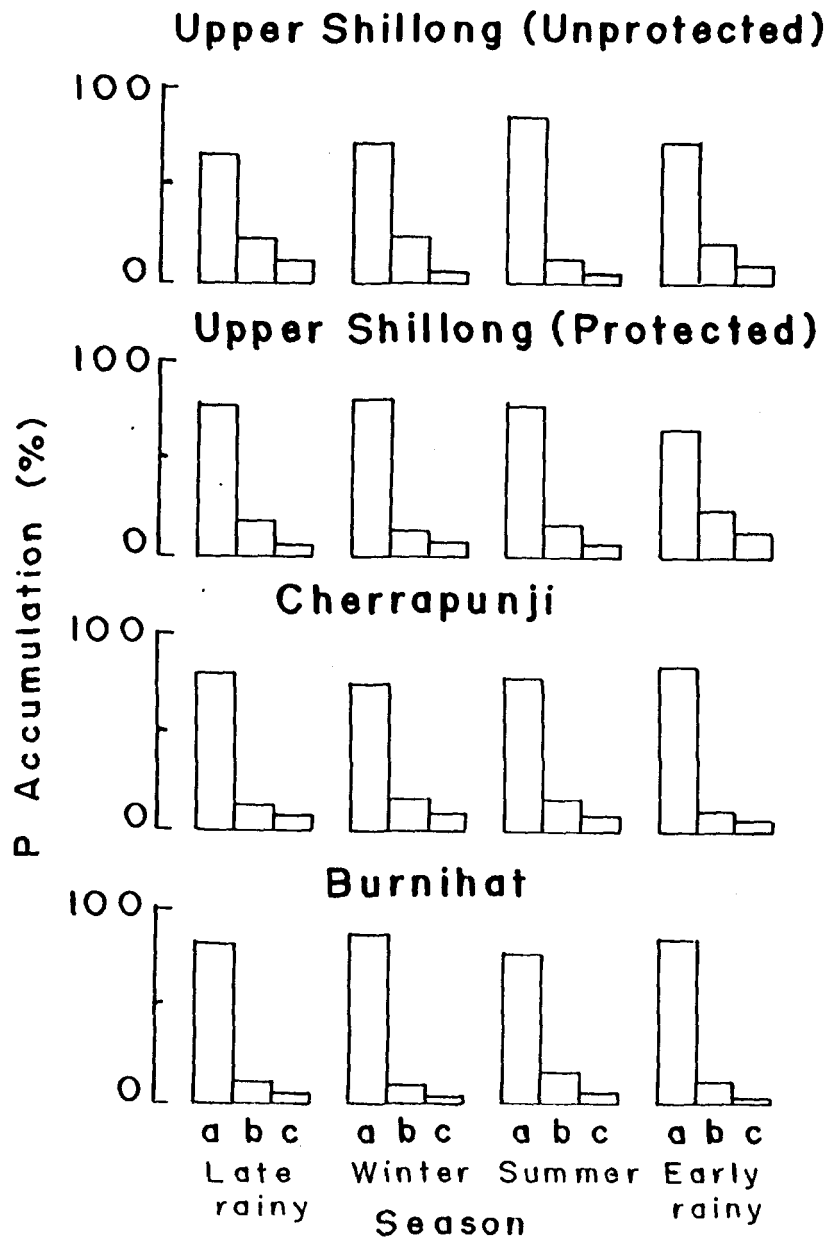 Upper Shillong (Unprotected)
100
0
Upper Shillong (Protected)
100
0
Cherrapunji
100
0
Burnihat
100
0
P Accumulation (%)
a b c a b c a b c a b c
Late rainy Winter Summer Early rainy
Season